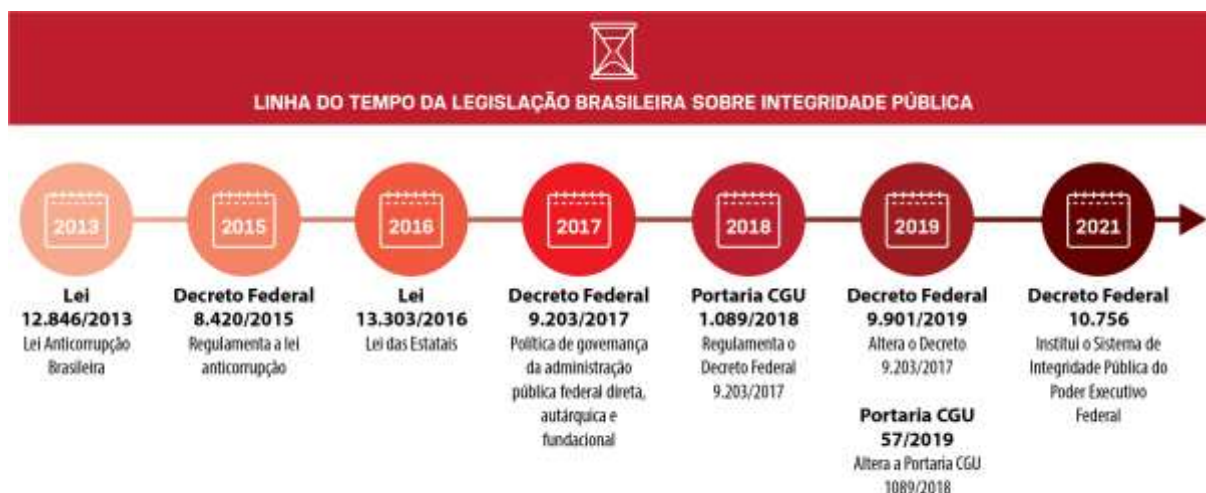 LINHA DO TEMPO DA LEGISLAÇÃO BRASILEIRA SOBRE INTEGRIDADE PÚBLICA
2013
Lei
12.846/2013
Lei Anticorrupção
Brasileira
2015
Decreto Federal
8.420/2015
Regulamenta a lei
anticorrupção
2016
Lei
13.303/2016
Lei das Estatais
2017
Decreto Federal
9.203/2017
Política de governança
da administração
pública federal direta,
autárquica e
fundacional
2018
Portaria CGU
1.089/2018
Regulamenta o
Decreto Federal
9.203/2017
2019
Decreto Federal
9.901/2019
Altera o Decreto
9.203/2017
Portaria CGU
57/2019
Altera a Portaria CGU
1089/2018
2021
Decreto Federal
10.756
Institui o Sistema de
Integridade Pública do
Poder Executivo
Federal